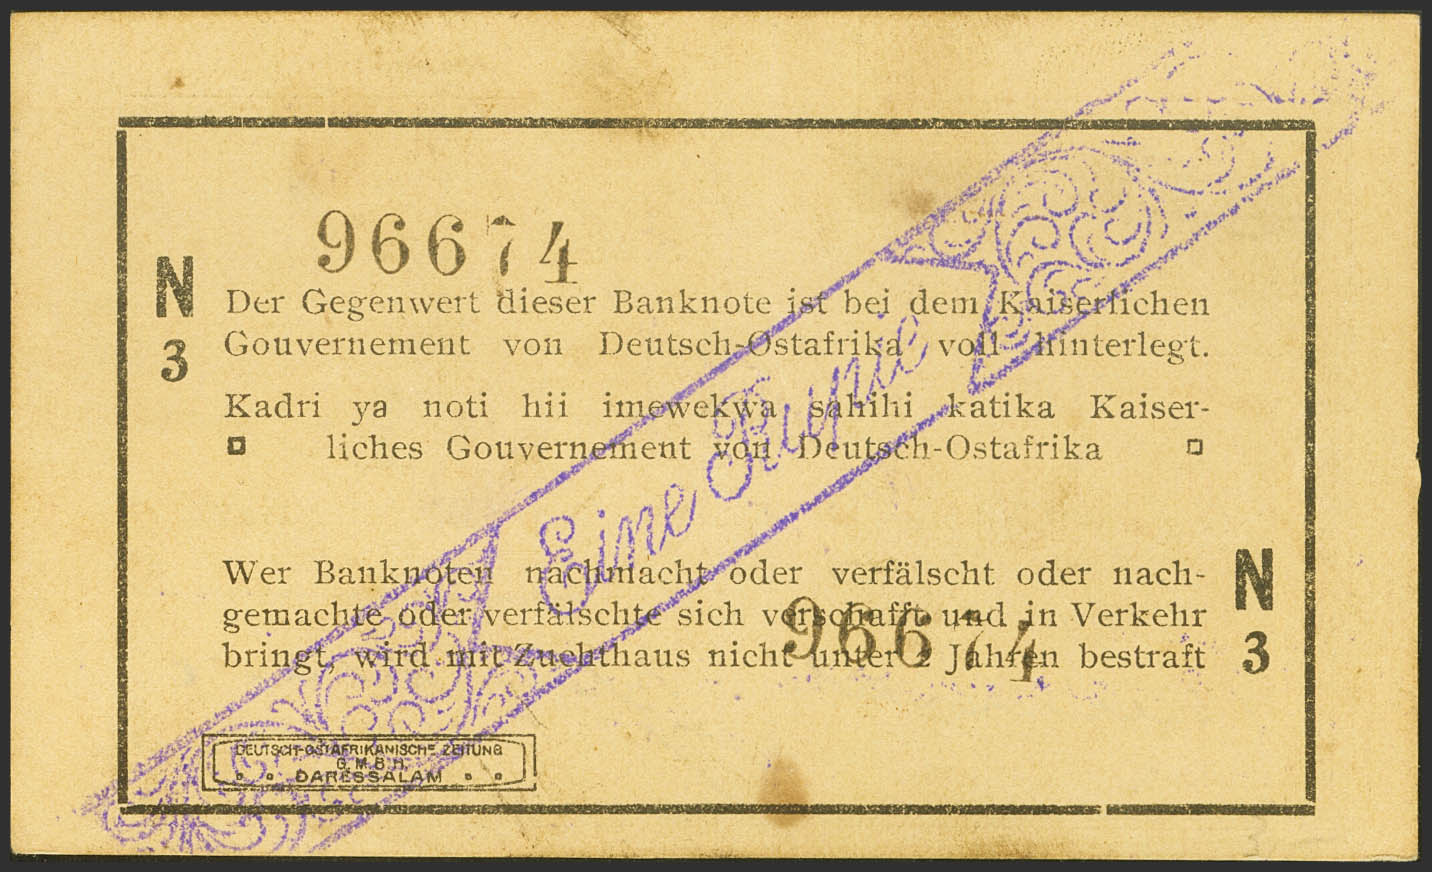 96674
N
3
Der Gegenwert dieser Banknote ist bei dem Kaiserlichen
Gouvernement von Deutsch-Ostafrika voll hinterlegt.
Kadri ya noti hii imewekwa sahihi katika Kaiser-
liches Gouvernement von Deutsch-Ostafrika
Eine Rupie
Wer Banknoten nachmacht oder verfälscht oder nach-
gemachte oder verfälschte sich verschafft und in Verkehr
bringt, wird mit Zuchthaus nicht unter 2 Jahren bestraft
N
3
96674
DEUTSCH-OSTAFRIKANISCHE ZEITUNG
G.M.B.H.
DARESSALAM